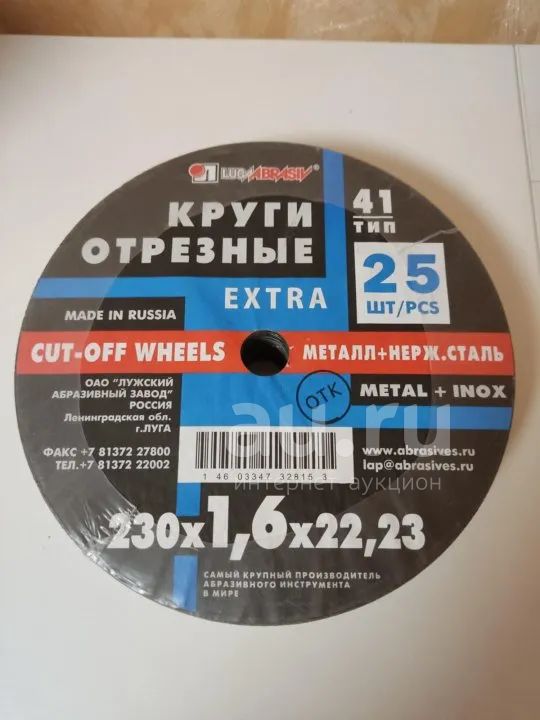 LUGAABRASIV®
КРУГИ
ОТРЕЗНЫЕ
41
ТИП
25
ШТ/PCS
EXTRA
MADE IN RUSSIA
CUT-OFF WHEELS
МЕТАЛЛ+НЕРЖ.СТАЛЬ
ОАО "ЛУЖСКИЙ
АБРАЗИВНЫЙ ЗАВОД"
РОССИЯ
Ленинградская обл.
г.ЛУГА
ОТК
METAL + INOX
ФАКС +7 81372 27800
ТЕЛ.+7 81372 22002
www.abrasives.ru
lap@abrasives.ru
au.ru
интернет аукцион
1 46 03347 32815 3
230x1,6x22,23
САМЫЙ КРУПНЫЙ ПРОИЗВОДИТЕЛЬ
АБРАЗИВНОГО ИНСТРУМЕНТА
В МИРЕ